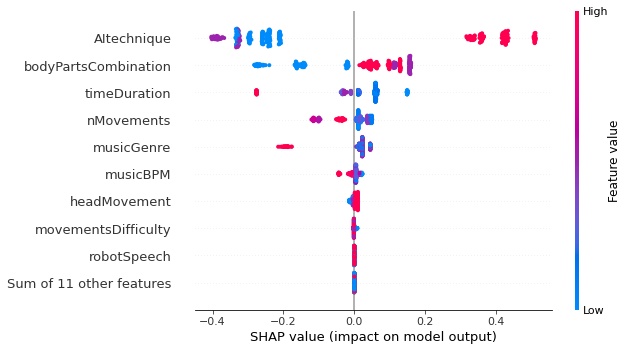 High
AItechnique
bodyPartsCombination
timeDuration
nMovements
musicGenre
musicBPM
headMovement
movementsDifficulty
robotSpeech
Sum of 11 other features
Feature value
Low
−0.4 −0.2 0.0 0.2 0.4
SHAP value (impact on model output)